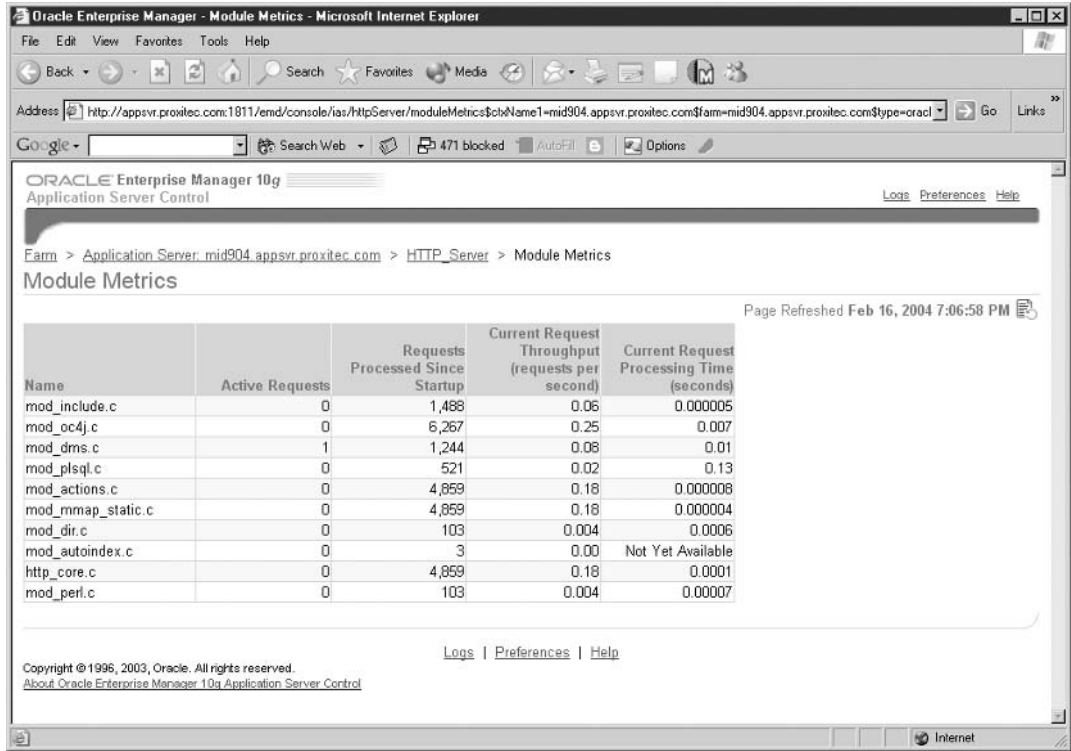 Oracle Enterprise Manager - Module Metrics - Microsoft Internet Explorer
File Edit View Favorites Tools Help
Back Search Favorites Media
Address http://appsvr.proxitec.com:1811/emd/console/ias/httpServer/moduleMetrics$ctxName1=mid904.appsvr.proxitec.com$farm=mid904.appsvr.proxitec.com$type=oracl Go Links »
Google Search Web 471 blocked AutoFill Options
ORACLE Enterprise Manager 10g
Application Server Control
Logs Preferences Help
Farm > Application Server: mid904.appsvr.proxitec.com > HTTP_Server > Module Metrics
Module Metrics
Page Refreshed Feb 16, 2004 7:06:58 PM
Name Active Requests Requests Processed Since Startup Current Request Throughput (requests per second) Current Request Processing Time (seconds)
mod_include.c 0 1,488 0.06 0.000005
mod_oc4j.c 0 6,267 0.25 0.007
mod_dms.c 1 1,244 0.08 0.01
mod_plsql.c 0 521 0.02 0.13
mod_actions.c 0 4,859 0.18 0.000008
mod_mmap_static.c 0 4,859 0.18 0.000004
mod_dir.c 0 103 0.004 0.0006
mod_autoindex.c 0 3 0.00 Not Yet Available
http_core.c 0 4,859 0.18 0.0001
mod_perl.c 0 103 0.004 0.00007
Logs | Preferences | Help
Copyright © 1996, 2003, Oracle. All rights reserved.
About Oracle Enterprise Manager 10g Application Server Control
Internet